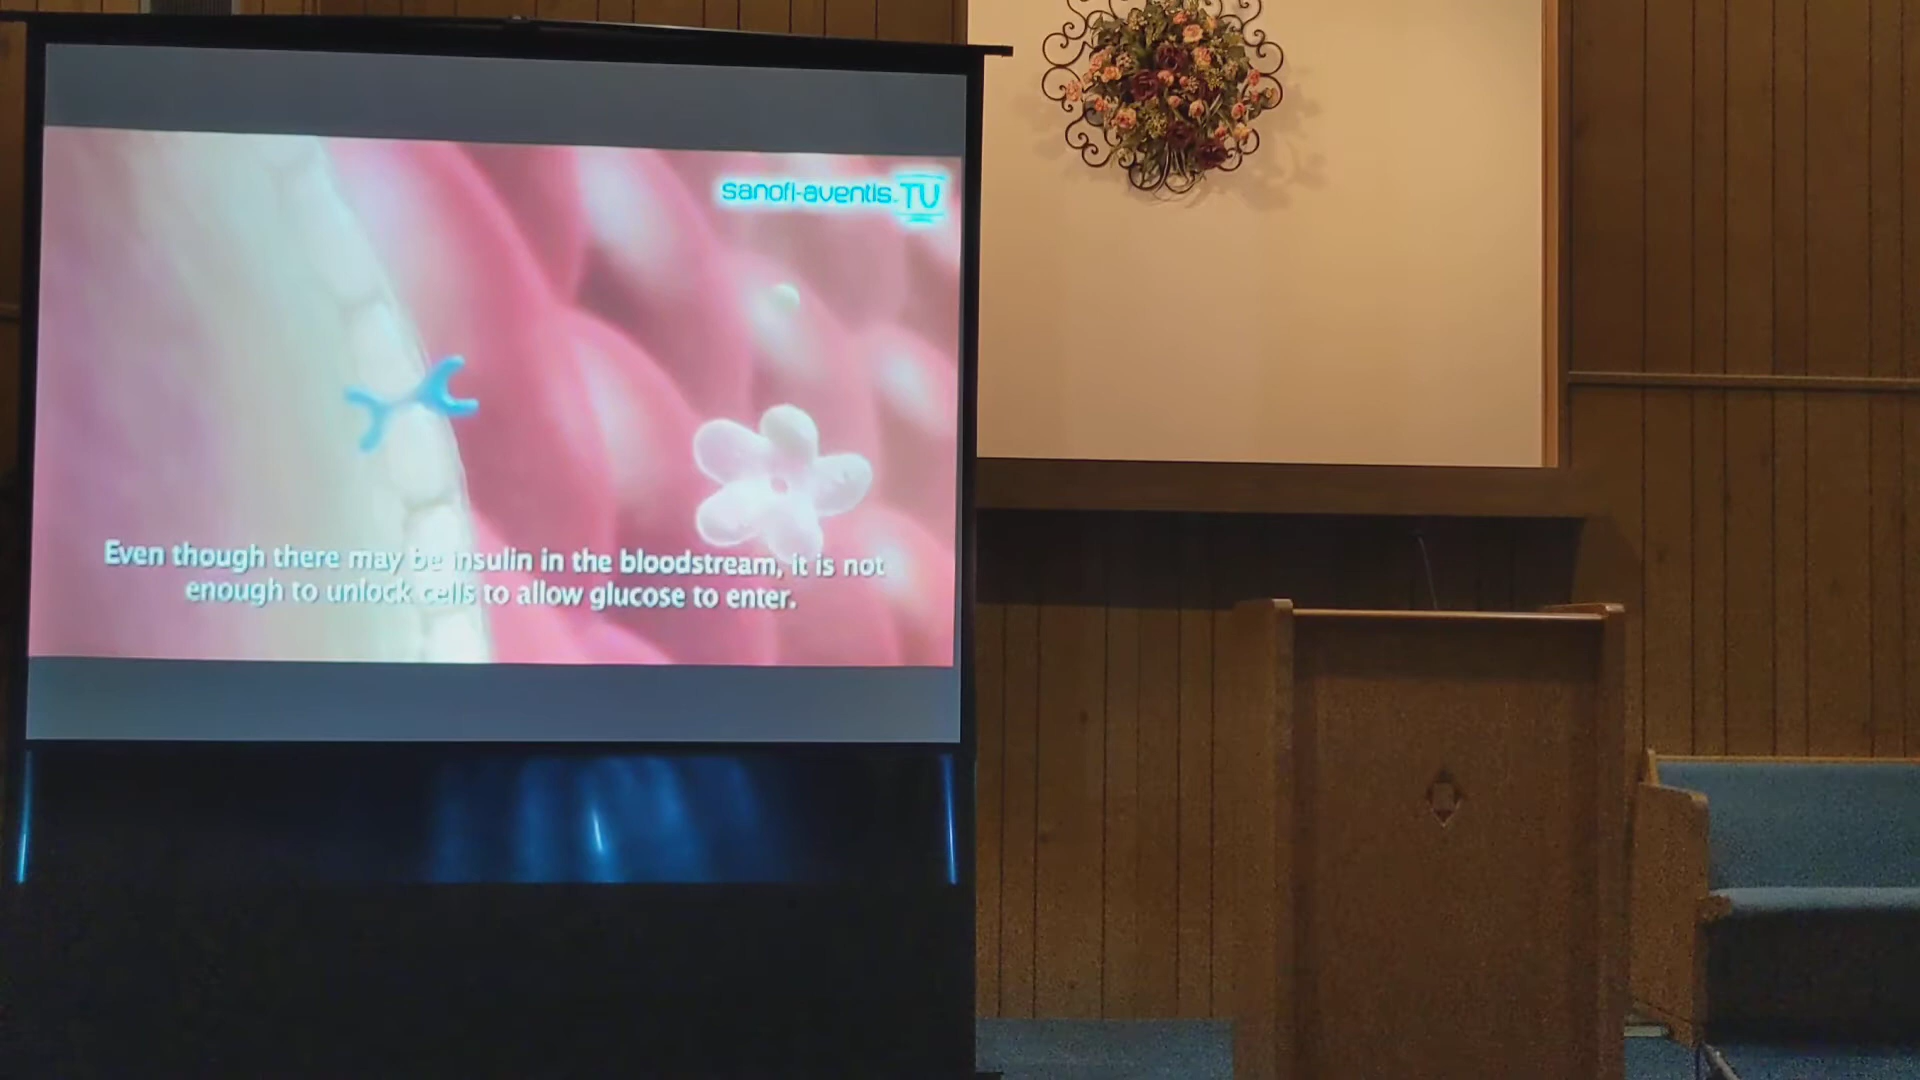 sanofi-aventis.TV
Even though there may be insulin in the bloodstream, it is not
enough to unlock cells to allow glucose to enter.